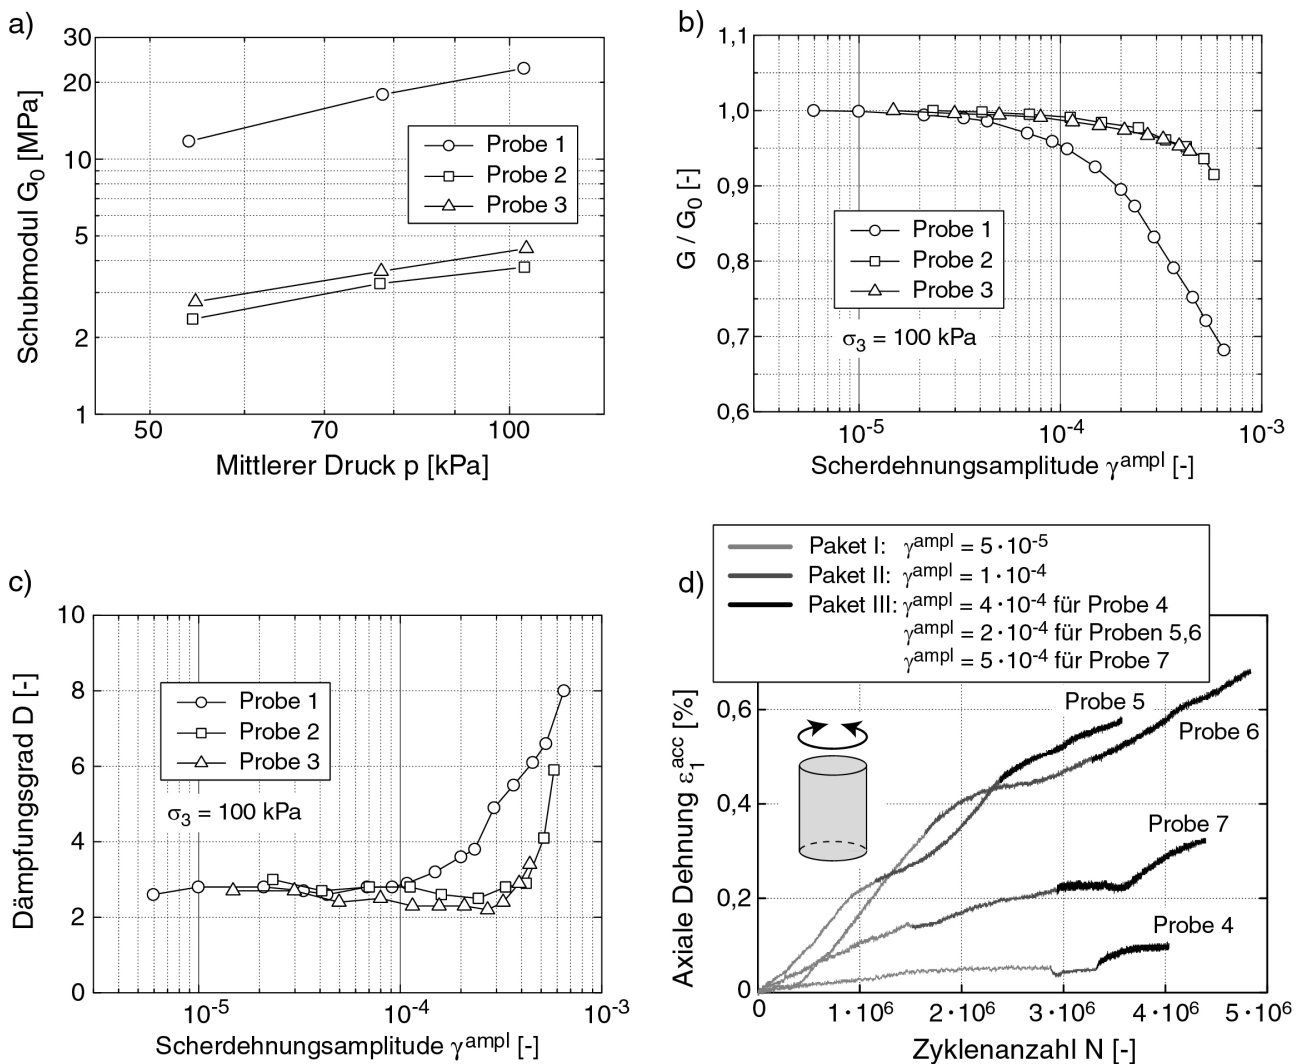 a)
Schubmodul G0 [MPa]
30
20
10
5
2
1
50
70
100
Mittlerer Druck p [kPa]
Probe 1
Probe 2
Probe 3
b)
G / G0 [-]
1,1
1,0
0,9
0,8
0,7
0,6
10-5
10-4
10-3
Scherdehnungsamplitude γampl [-]
Probe 1
Probe 2
Probe 3
σ3 = 100 kPa
c)
Dämpfungsgrad D [-]
10
8
6
4
2
0
10-5
10-4
10-3
Scherdehnungsamplitude γampl [-]
Probe 1
Probe 2
Probe 3
σ3 = 100 kPa
d)
Paket I: γampl = 5·10-5
Paket II: γampl = 1·10-4
Paket III: γampl = 4·10-4 für Probe 4
γampl = 2·10-4 für Proben 5,6
γampl = 5·10-4 für Probe 7
Axiale Dehnung ε1acc [%]
0,6
0,4
0,2
0
Probe 5
Probe 6
Probe 7
Probe 4
0
1·106
2·106
3·106
4·106
5·106
Zyklenanzahl N [-]